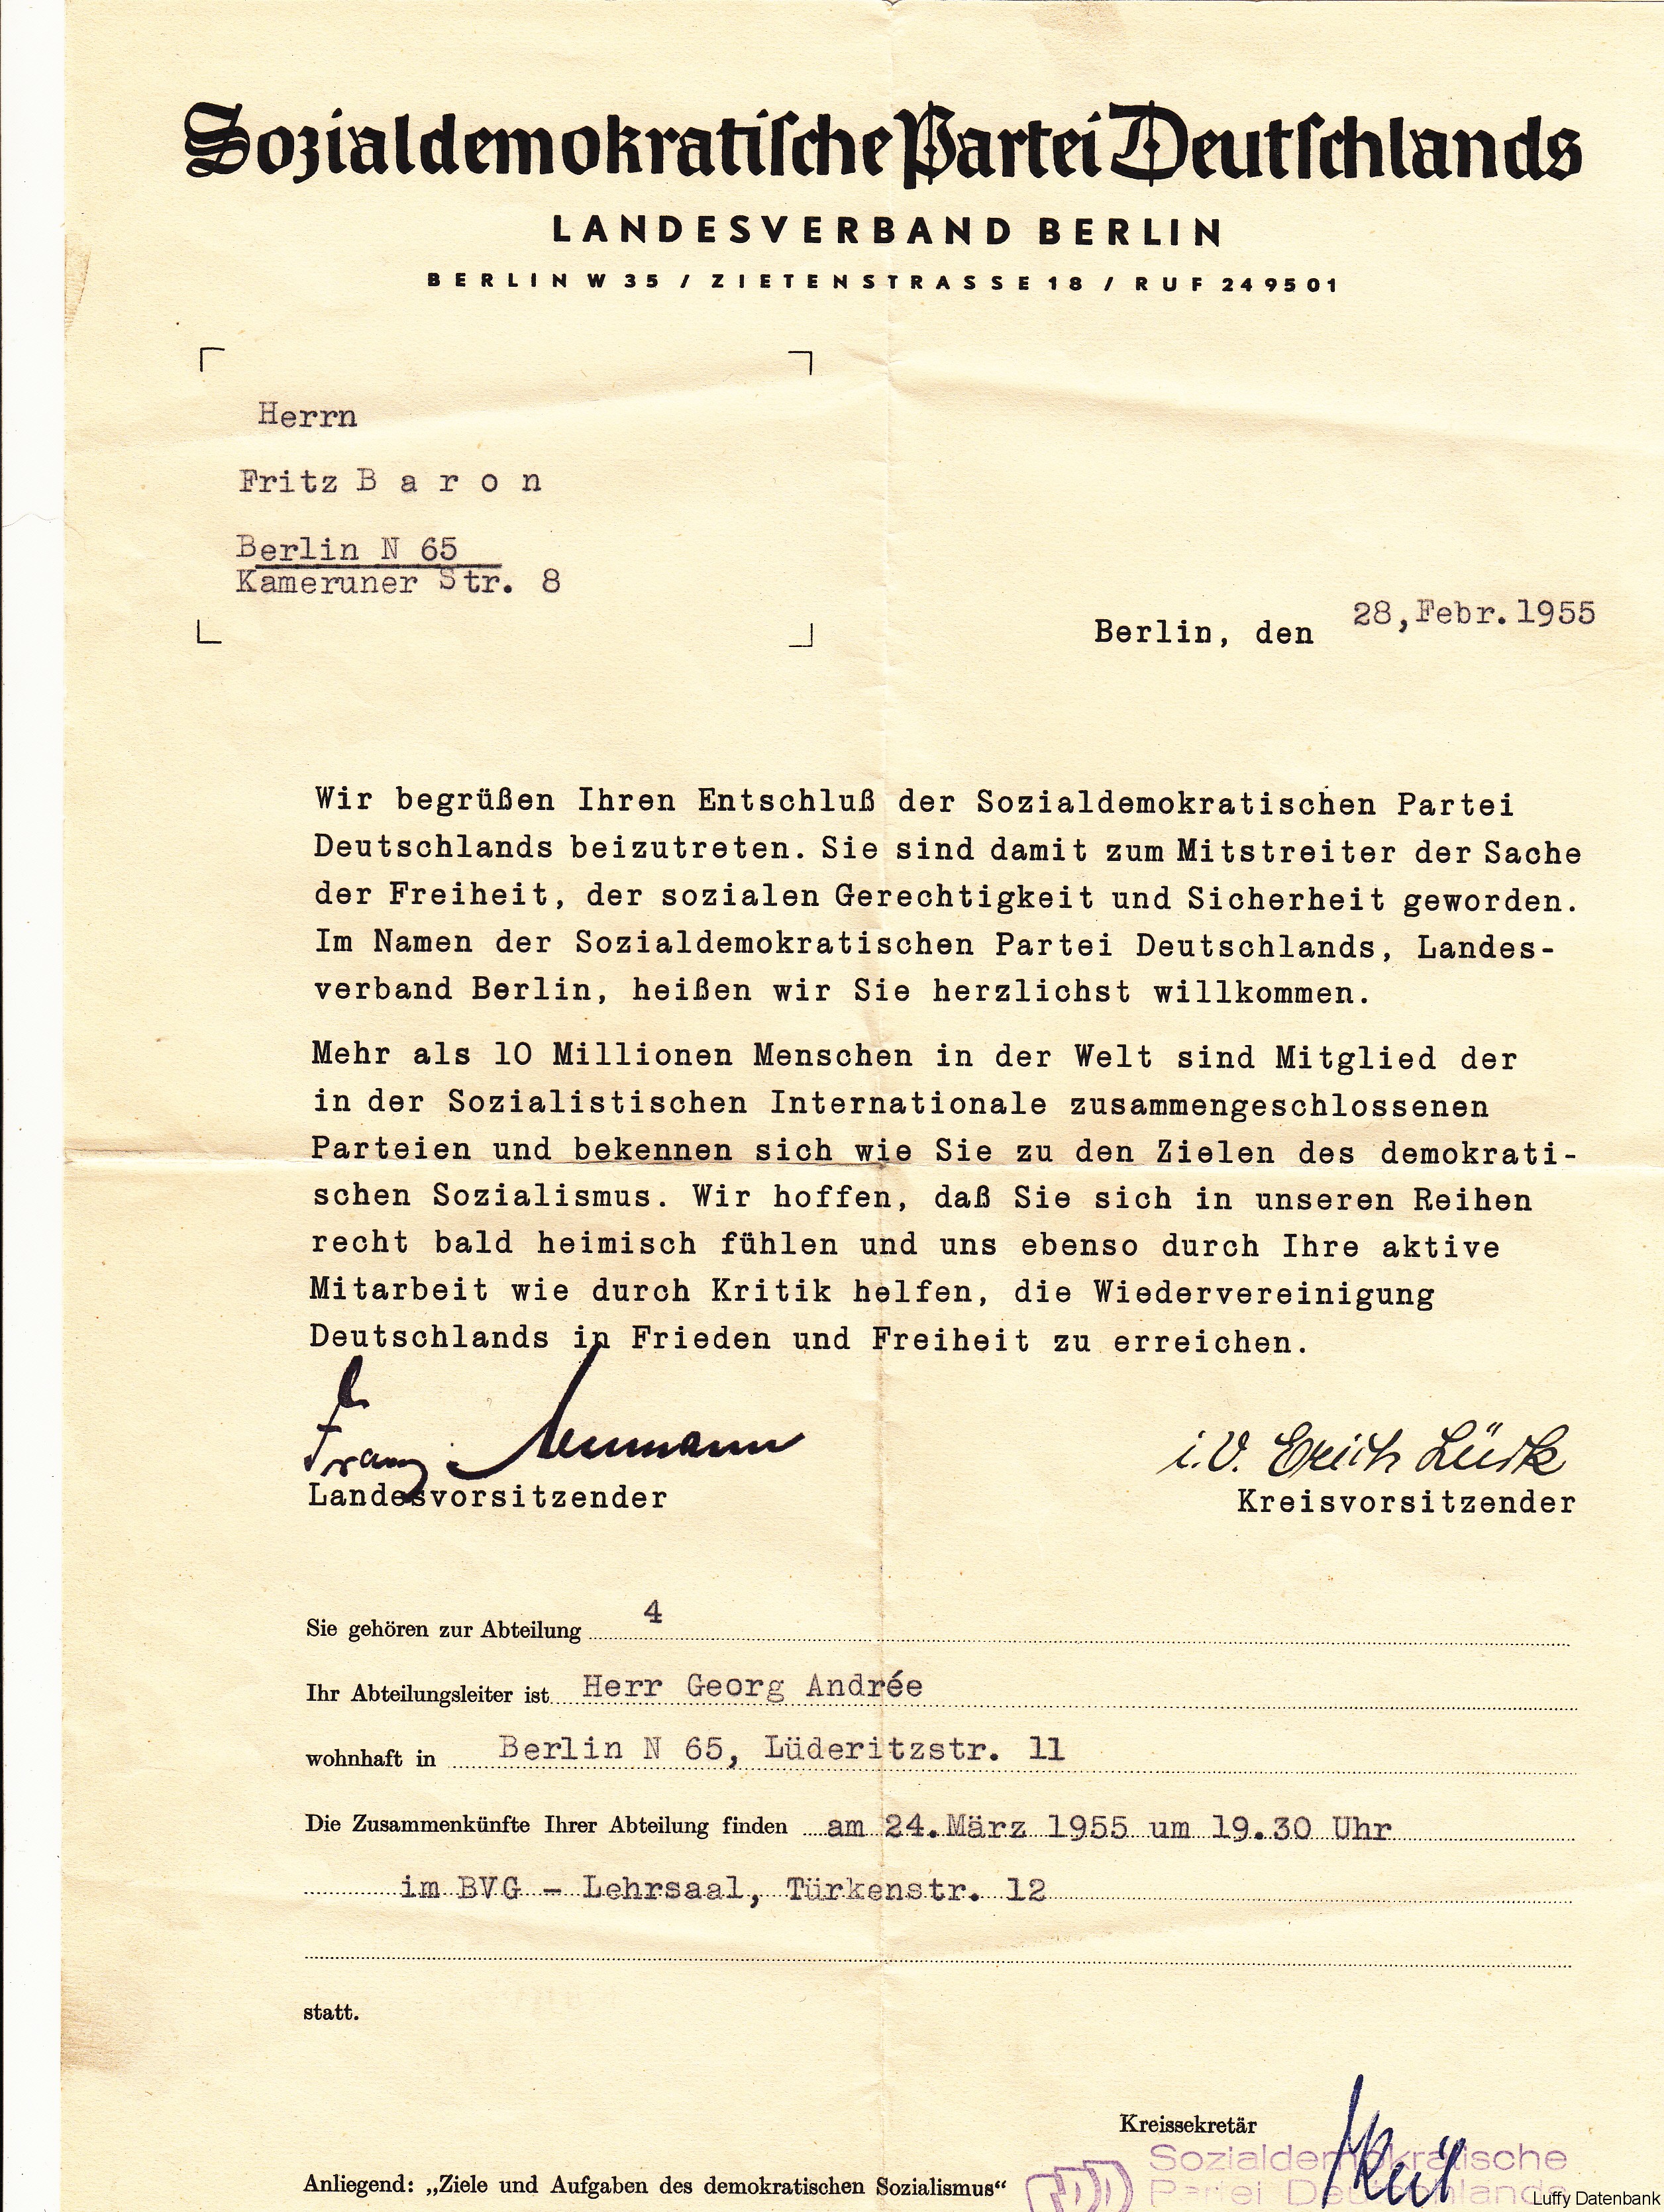 Sozialdemokratische Partei Deutschlands
LANDESVERBAND BERLIN
BERLIN W 35 / ZIETENSTRASSE 18 / RUF 24 95 01
Herrn
Fritz B a r o n
Berlin N 65
Kameruner Str. 8
Berlin, den 28,Febr.1955
Wir begrüßen Ihren Entschluß der Sozialdemokratischen Partei
Deutschlands beizutreten. Sie sind damit zum Mitstreiter der Sache
der Freiheit, der sozialen Gerechtigkeit und Sicherheit geworden.
Im Namen der Sozialdemokratischen Partei Deutschlands, Landes-
verband Berlin, heißen wir Sie herzlichst willkommen.
Mehr als 10 Millionen Menschen in der Welt sind Mitglied der
in der Sozialistischen Internationale zusammengeschlossenen
Parteien und bekennen sich wie Sie zu den Zielen des demokrati-
schen Sozialismus. Wir hoffen, daß Sie sich in unseren Reihen
recht bald heimisch fühlen und uns ebenso durch Ihre aktive
Mitarbeit wie durch Kritik helfen, die Wiedervereinigung
Deutschlands in Frieden und Freiheit zu erreichen.
Franz Neumann i.V. Erich
Landesvorsitzender Kreisvorsitzender
Sie gehören zur Abteilung 4
Ihr Abteilungsleiter ist Herr Georg Andrée
wohnhaft in Berlin N 65, Lüderitzstr. 11
Die Zusammenkünfte Ihrer Abteilung finden am 24.März 1955 um 19.30 Uhr
im BVG - Lehrsaal, Türkenstr. 12
statt.
Kreissekretär
Sozialdemokratische
Partei Deutschlands
Anliegend: „Ziele und Aufgaben des demokratischen Sozialismus“
Luffy Datenbank